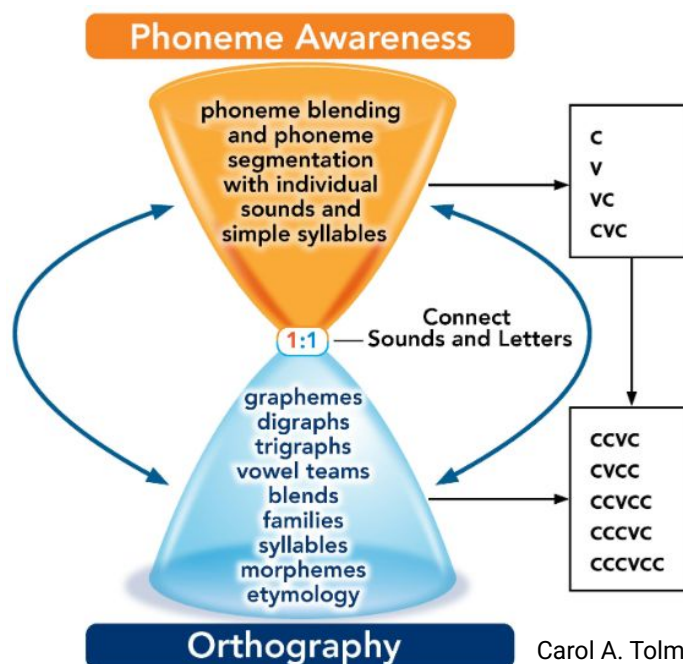 Phoneme Awareness
phoneme blending
and phoneme
segmentation
with individual
sounds and
simple syllables
C
V
VC
CVC
1:1
Connect
Sounds and Letters
graphemes
digraphs
trigraphs
vowel teams
blends
families
syllables
morphemes
etymology
CCVC
CVCC
CCVCC
CCCVC
CCCVCC
Orthography
Carol A. Tolm